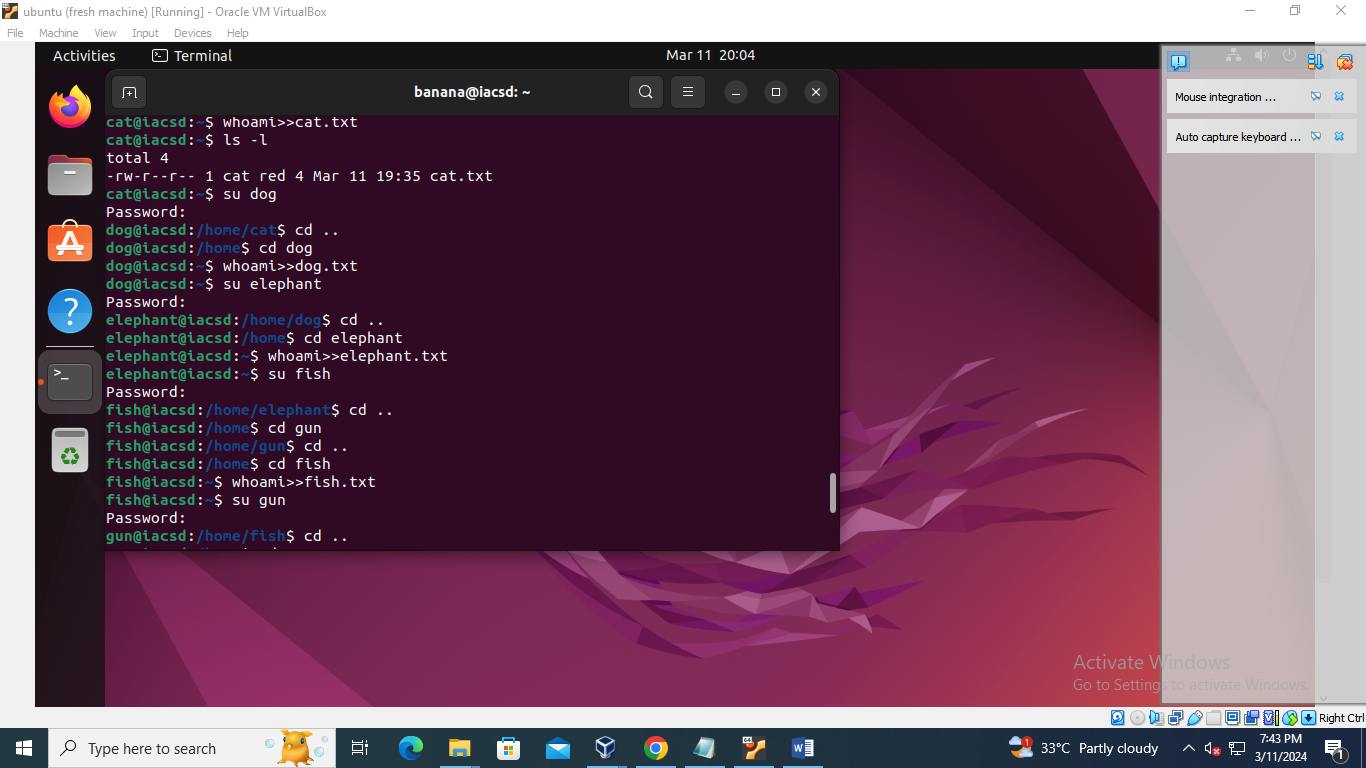 ubuntu (fresh machine) [Running] - Oracle VM VirtualBox
File Machine View Input Devices Help
Activities Terminal Mar 11 20:04
banana@iacsd: ~
cat@iacsd:~$ whoami>>cat.txt
cat@iacsd:~$ ls -l
total 4
-rw-r--r-- 1 cat red 4 Mar 11 19:35 cat.txt
cat@iacsd:~$ su dog
Password:
dog@iacsd:/home/cat$ cd ..
dog@iacsd:/home$ cd dog
dog@iacsd:~$ whoami>>dog.txt
dog@iacsd:~$ su elephant
Password:
elephant@iacsd:/home/dog$ cd ..
elephant@iacsd:/home$ cd elephant
elephant@iacsd:~$ whoami>>elephant.txt
elephant@iacsd:~$ su fish
Password:
fish@iacsd:/home/elephant$ cd ..
fish@iacsd:/home$ cd gun
fish@iacsd:/home/gun$ cd ..
fish@iacsd:/home$ cd fish
fish@iacsd:~$ whoami>>fish.txt
fish@iacsd:~$ su gun
Password:
gun@iacsd:/home/fish$ cd ..
Mouse integration ...
Auto capture keyboard ...
Activate Windows
Go to Settings to activate Windows.
Right Ctrl
Type here to search
33°C Partly cloudy
7:43 PM
3/11/2024